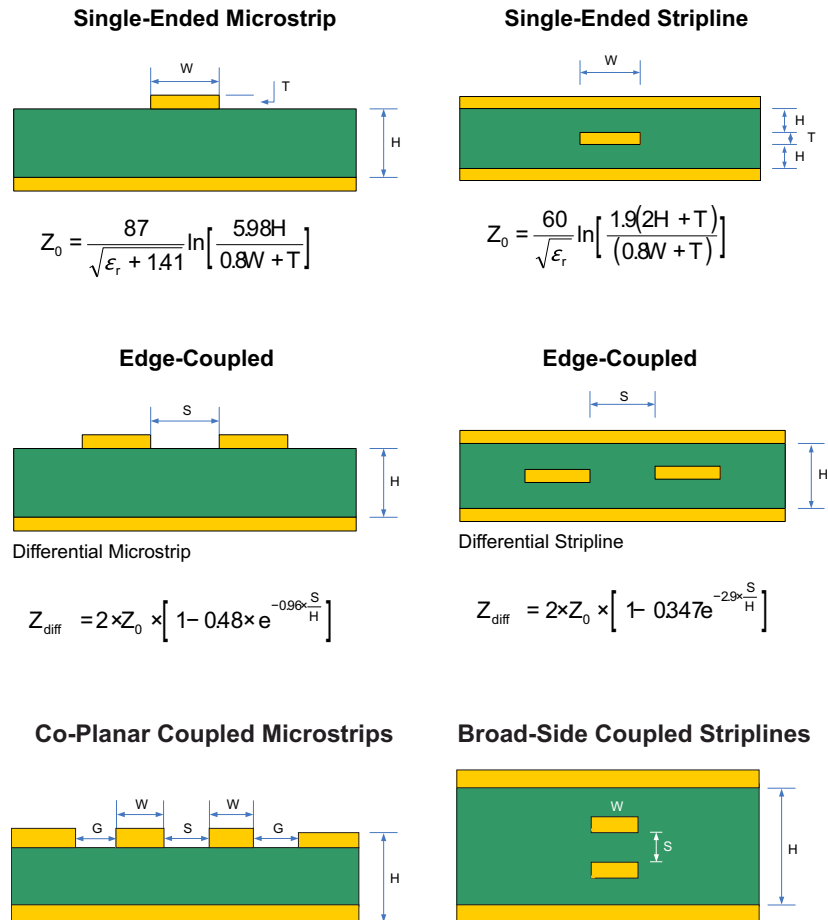 Single-Ended Microstrip
W
T
H
Z₀ = 87/√(εᵣ + 1.41) ln[5.98H/(0.8W + T)]
Single-Ended Stripline
W
H
T
H
Z₀ = 60/√εᵣ ln[1.9(2H + T)/(0.8W + T)]
Edge-Coupled
S
H
Differential Microstrip
Z_diff = 2×Z₀ ×[1− 0.48× e^(−0.96×S/H)]
Edge-Coupled
S
H
Differential Stripline
Z_diff = 2×Z₀ ×[1− 0.347e^(−2.9×S/H)]
Co-Planar Coupled Microstrips
W W
G S G
H
Broad-Side Coupled Striplines
W
S
H